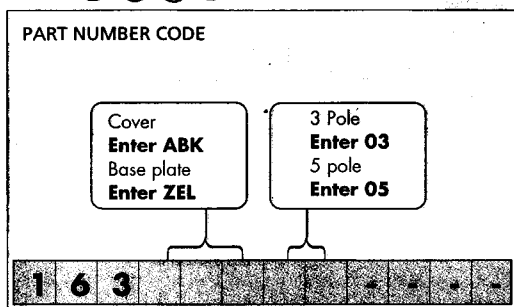 PART NUMBER CODE
Cover
Enter ABK
Base plate
Enter ZEL
3 Pole
Enter 03
5 pole
Enter 05
1 6 3 - - - -